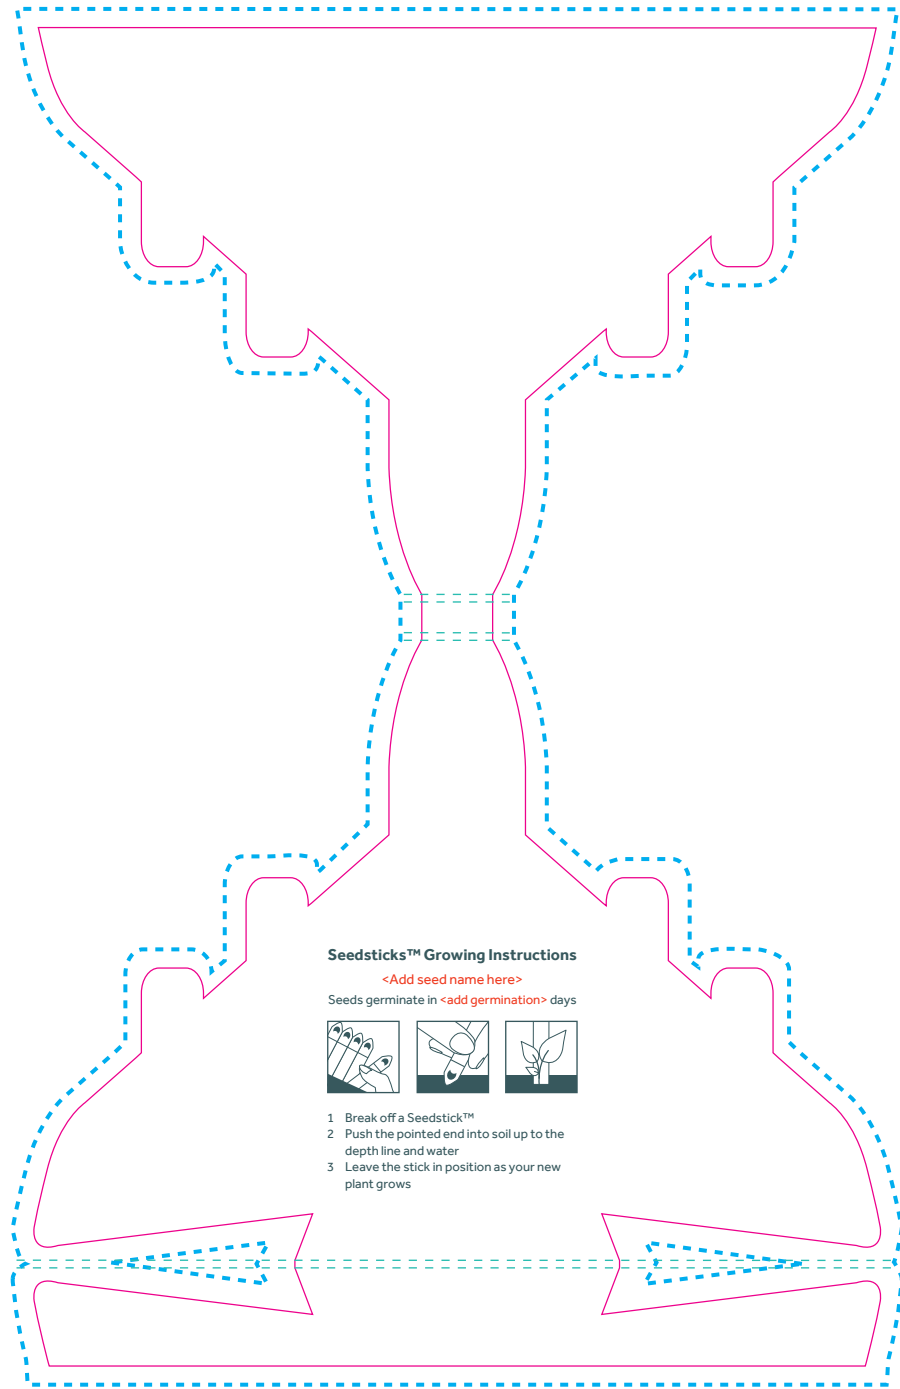 Seedsticks™ Growing Instructions
<Add seed name here>
Seeds germinate in <add germination> days
1 Break off a Seedstick™
2 Push the pointed end into soil up to the
depth line and water
3 Leave the stick in position as your new
plant grows